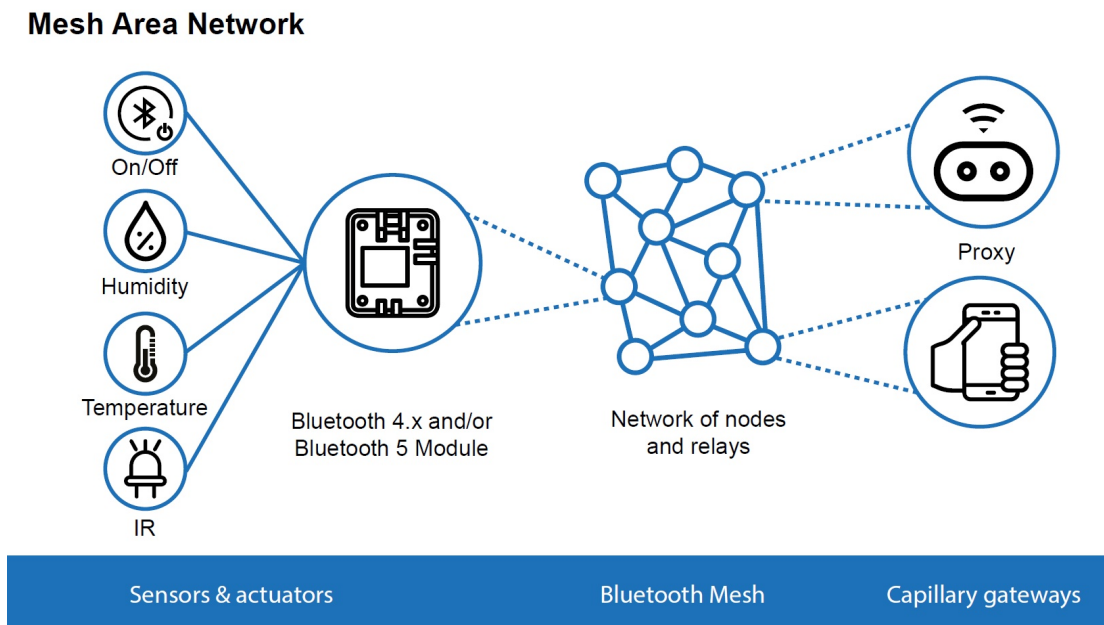 Mesh Area Network
On/Off
Humidity
Temperature
IR
Bluetooth 4.x and/or
Bluetooth 5 Module
Network of nodes
and relays
Proxy
Sensors & actuators
Bluetooth Mesh
Capillary gateways